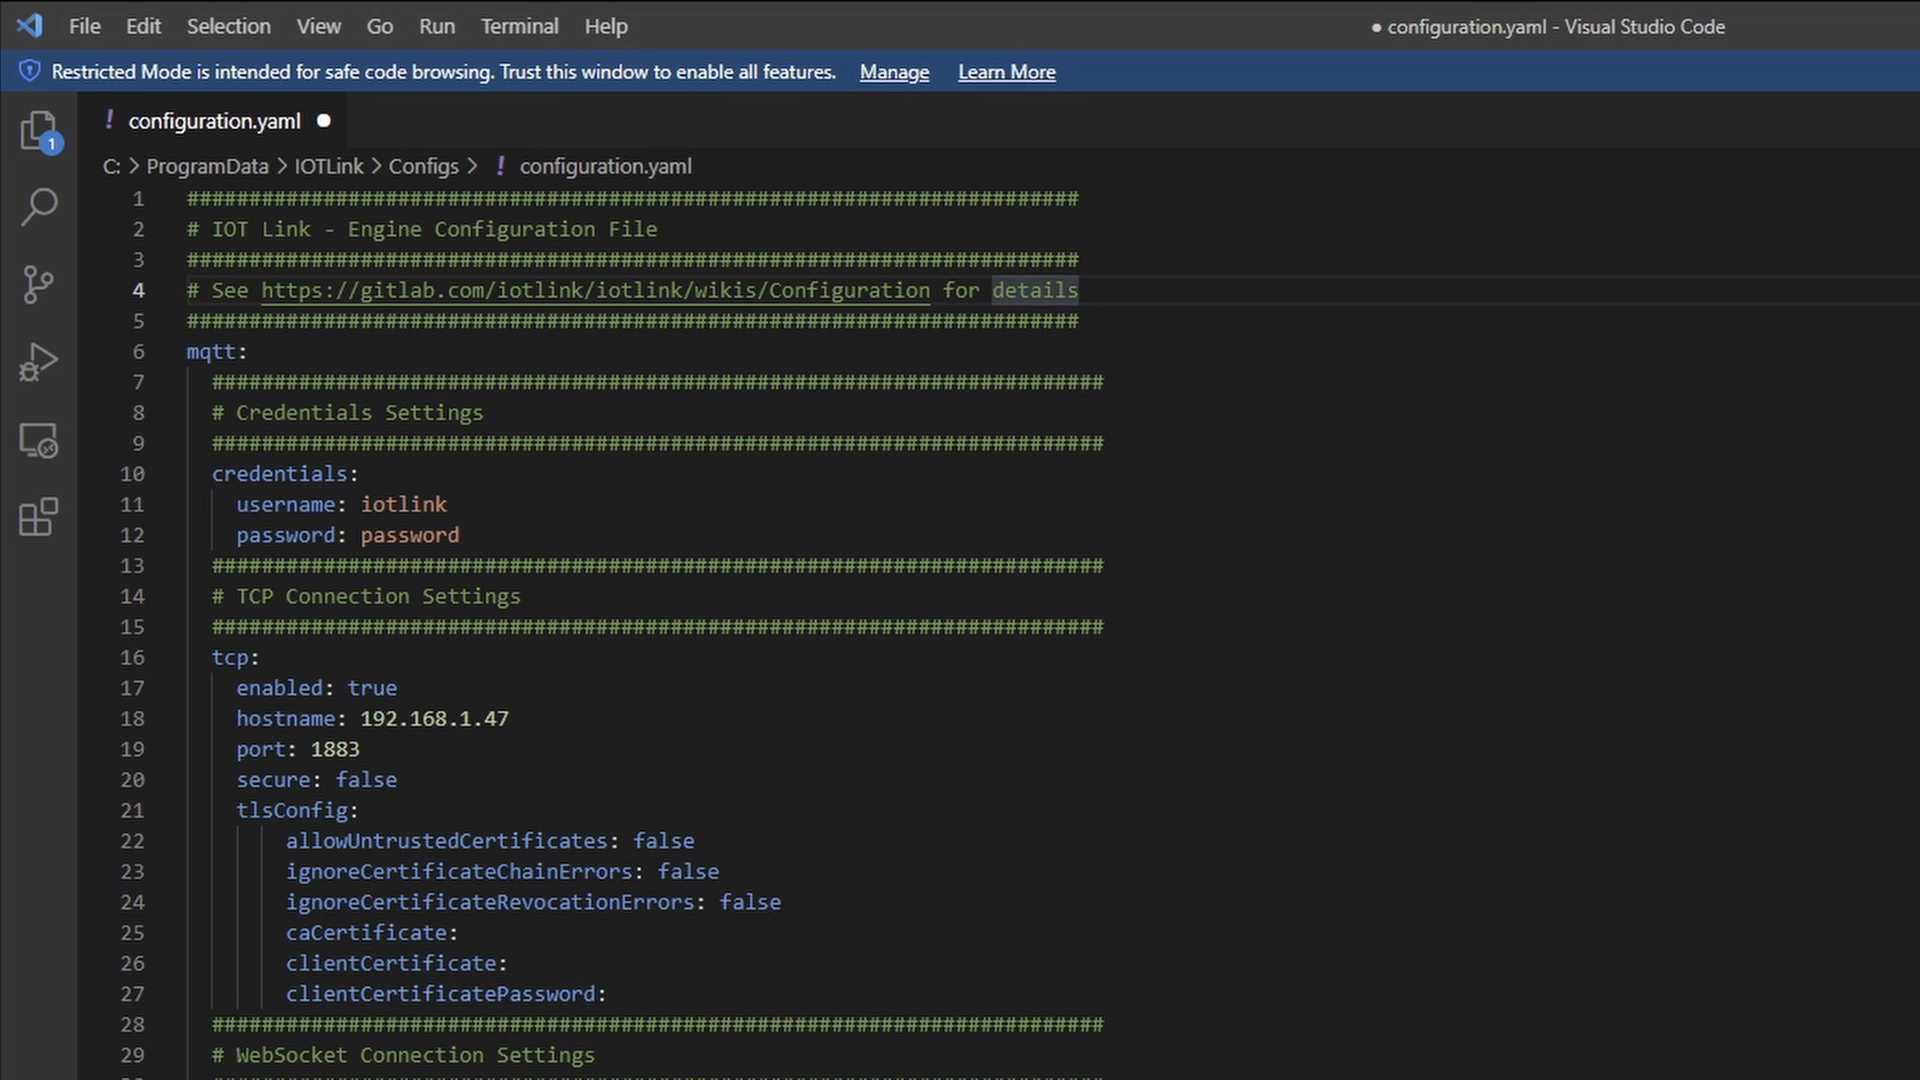 File Edit Selection View Go Run Terminal Help
● configuration.yaml - Visual Studio Code
Restricted Mode is intended for safe code browsing. Trust this window to enable all features. Manage Learn More
! configuration.yaml ●
1
C: > ProgramData > IOTLink > Configs > ! configuration.yaml
1 ########################################################################
2 # IOT Link - Engine Configuration File
3 ########################################################################
4 # See https://gitlab.com/iotlink/iotlink/wikis/Configuration for details
5 ########################################################################
6 mqtt:
7 ########################################################################
8 # Credentials Settings
9 ########################################################################
10 credentials:
11 username: iotlink
12 password: password
13 ########################################################################
14 # TCP Connection Settings
15 ########################################################################
16 tcp:
17 enabled: true
18 hostname: 192.168.1.47
19 port: 1883
20 secure: false
21 tlsConfig:
22 allowUntrustedCertificates: false
23 ignoreCertificateChainErrors: false
24 ignoreCertificateRevocationErrors: false
25 caCertificate:
26 clientCertificate:
27 clientCertificatePassword:
28 ########################################################################
29 # WebSocket Connection Settings